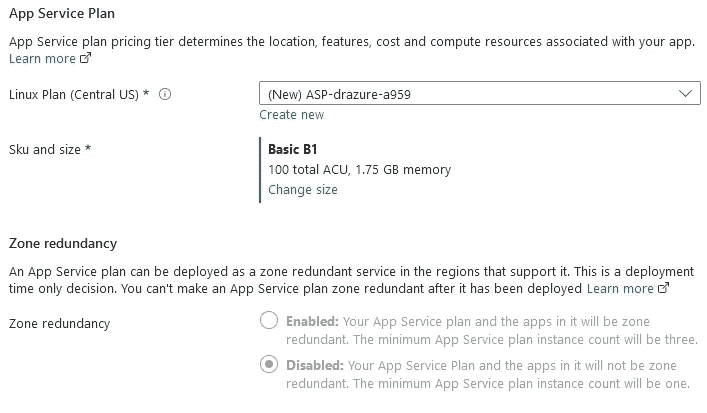 App Service Plan
App Service plan pricing tier determines the location, features, cost and compute resources associated with your app.
Learn more
Linux Plan (Central US) *
(New) ASP-drazure-a959
Create new
Sku and size *
Basic B1
100 total ACU, 1.75 GB memory
Change size
Zone redundancy
An App Service plan can be deployed as a zone redundant service in the regions that support it. This is a deployment
time only decision. You can't make an App Service plan zone redundant after it has been deployed Learn more
Zone redundancy
Enabled: Your App Service plan and the apps in it will be zone
redundant. The minimum App Service plan instance count will be three.
Disabled: Your App Service Plan and the apps in it will not be zone
redundant. The minimum App Service plan instance count will be one.